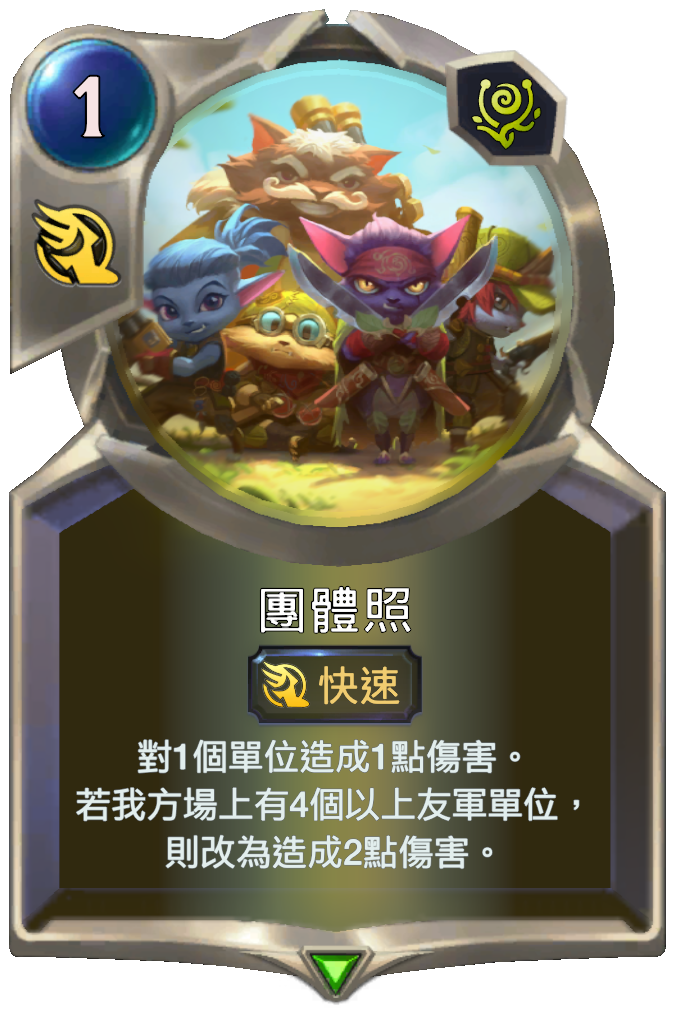 1
團體照
快速
對1個單位造成1點傷害。
若我方場上有4個以上友軍單位，
則改為造成2點傷害。